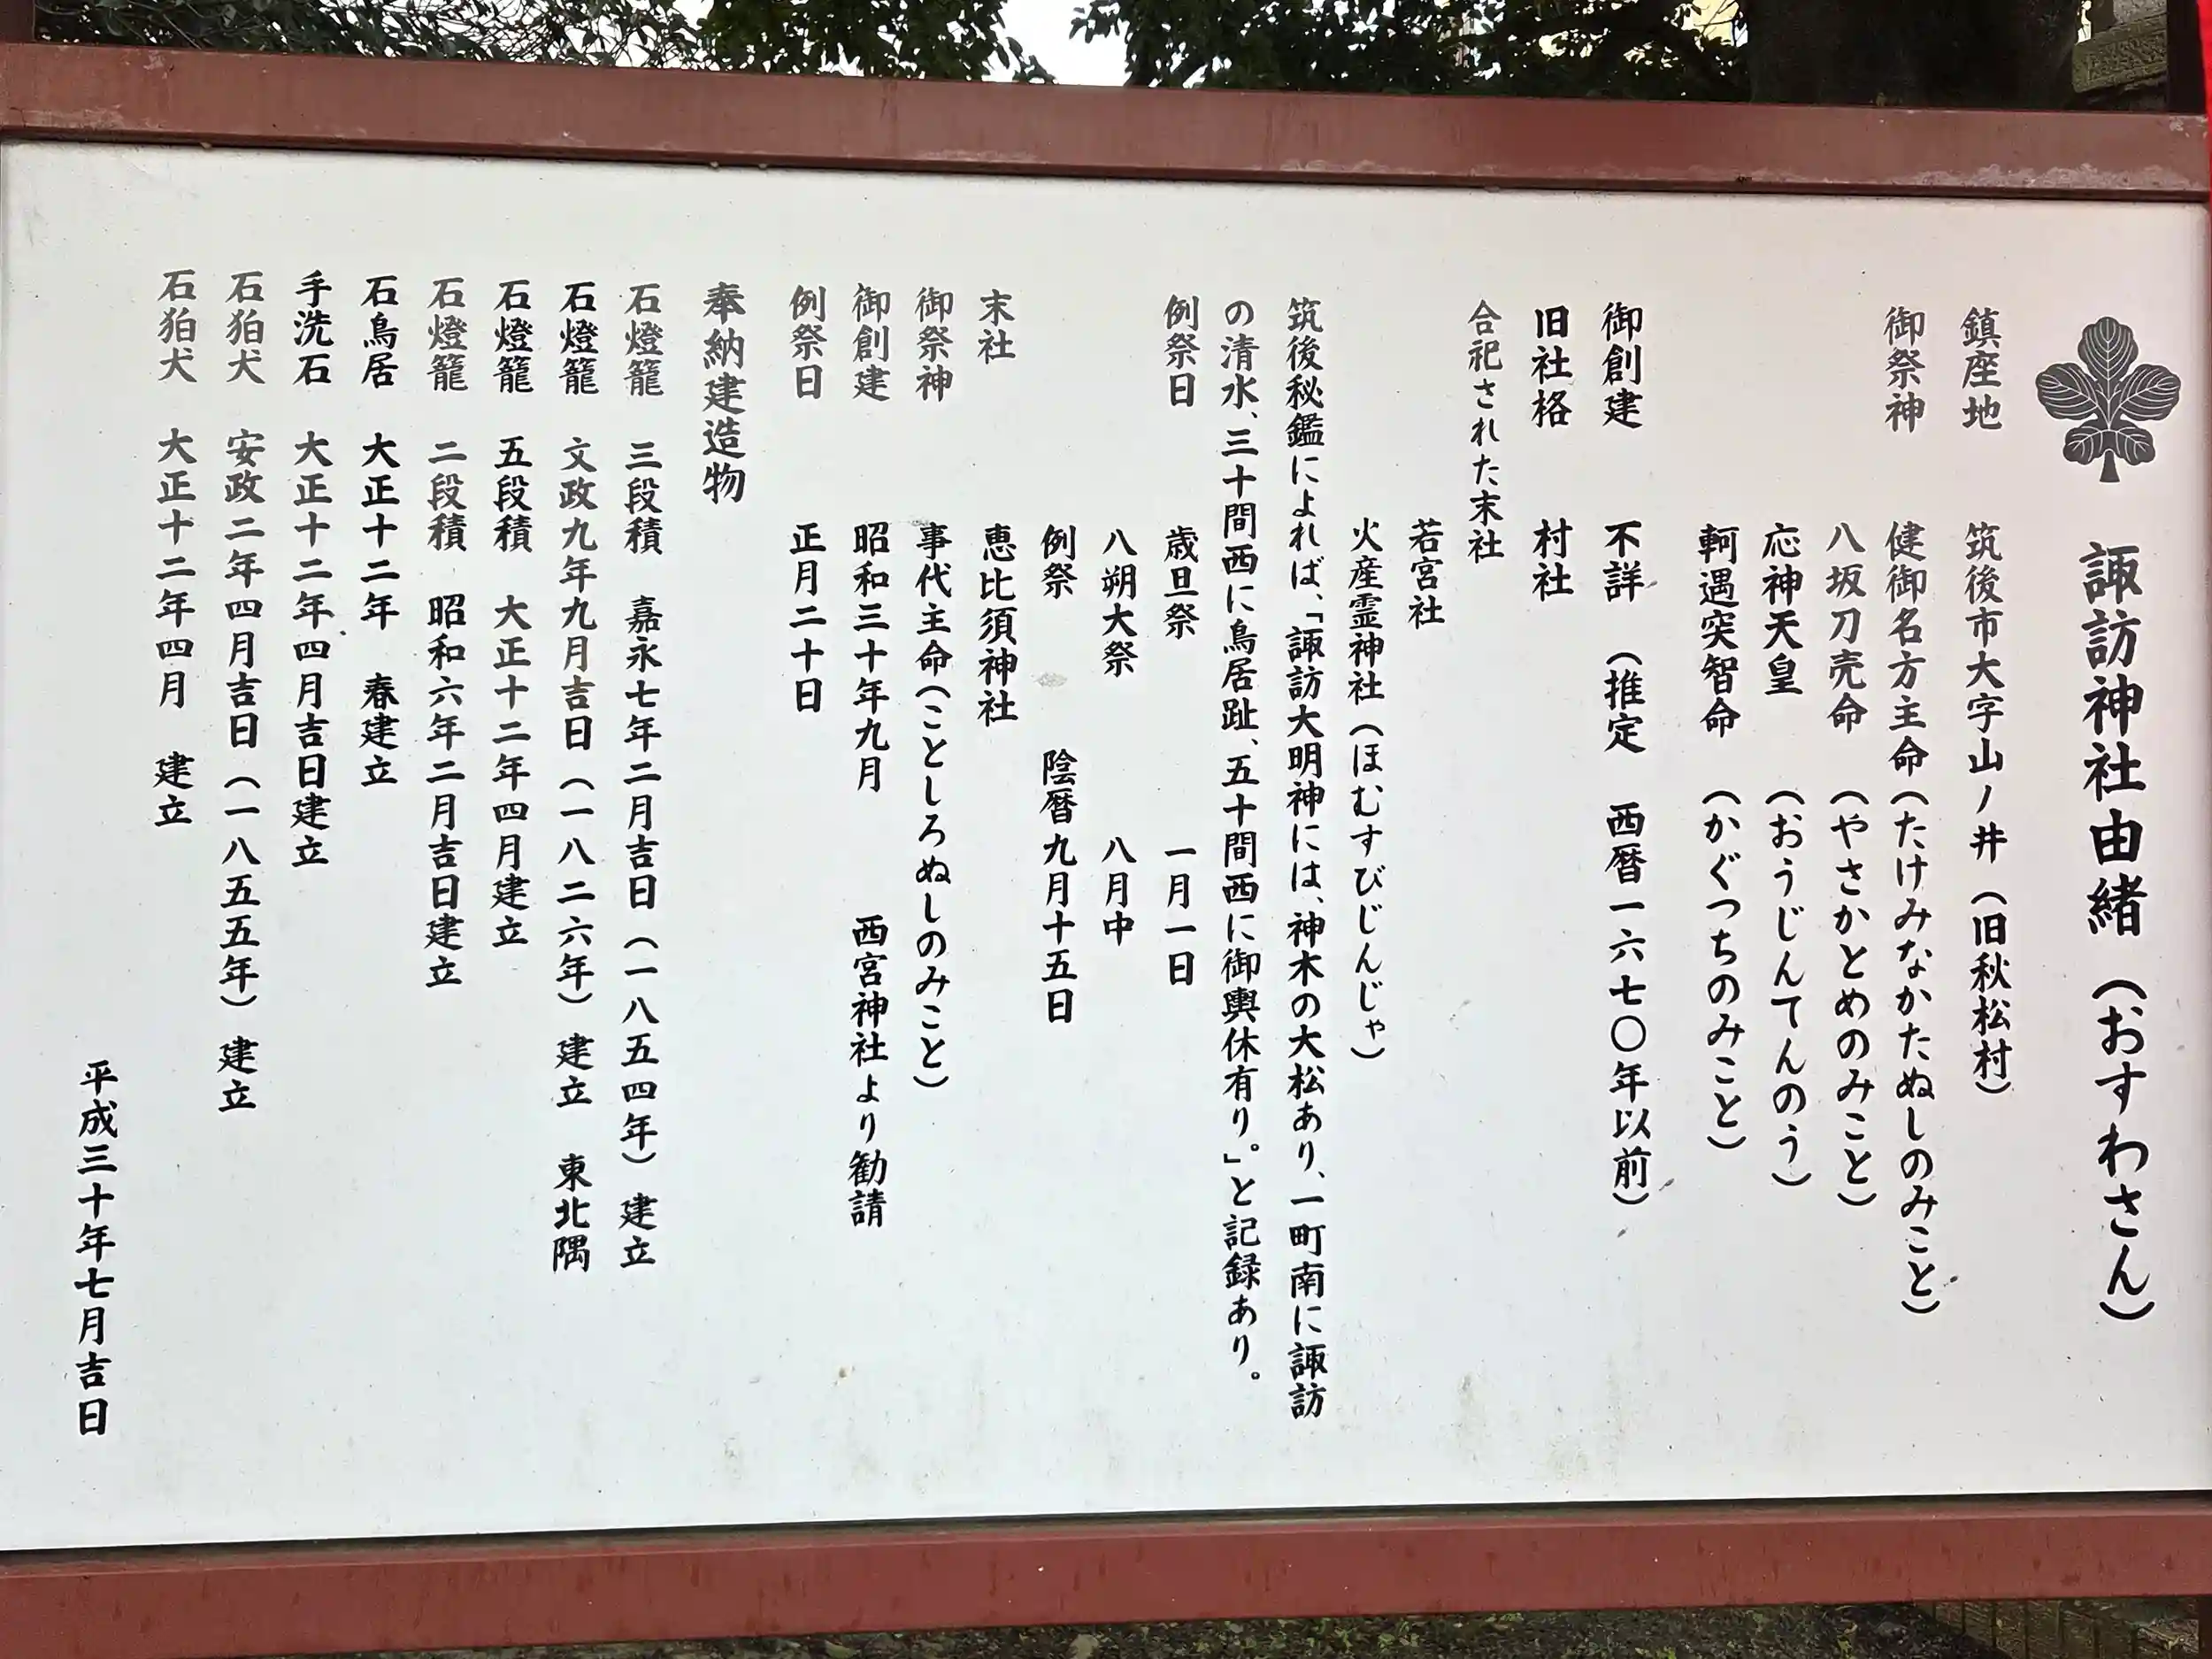 諏訪神社由緒（おすわさん）
鎮座地 筑後市大字山ノ井（旧秋松村）
御祭神 健御名方主命（たけみなかたぬしのみこと）
八坂刀売命（やさかとめのみこと）
応神天皇（おうじんてんのう）
軻遇突智命（かぐつちのみこと）
御創建 不詳（推定 西暦一六七〇年以前）
旧社格 村社
合祀された末社
若宮社
火産霊神社（ほむすびじんじゃ）
筑後秘鑑によれば、「諏訪大明神には、神木の大松あり、一町南に諏訪
の清水、三十間西に鳥居趾、五十間西に御輿休有り。」と記録あり。
例祭日 歳旦祭 一月一日
八朔大祭 八月中
例祭 陰暦九月十五日
末社 恵比須神社
御祭神 事代主命（ことしろぬしのみこと）
御創建 昭和三十年九月 西宮神社より勧請
例祭日 正月二十日
奉納建造物
石燈籠 三段積 嘉永七年二月吉日（一八五四年）建立
石燈籠 文政九年九月吉日（一八二六年）建立 東北隅
石燈籠 五段積 大正十二年四月建立
石燈籠 二段積 昭和六年二月吉日建立
石鳥居 大正十二年 春建立
手洗石 大正十二年四月吉日建立
石狛犬 安政二年四月吉日（一八五五年）建立
石狛犬 大正十二年四月 建立
平成三十年七月吉日